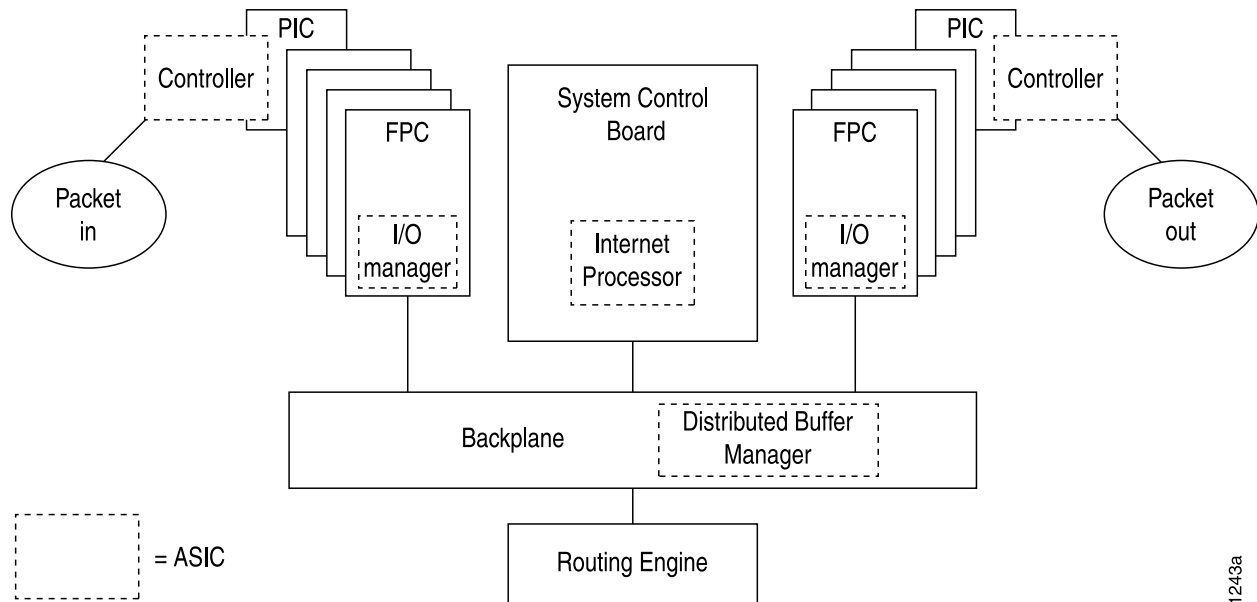 PIC
Controller
FPC
I/O
manager
Packet
in
System Control
Board
Internet
Processor
PIC
Controller
FPC
I/O
manager
Packet
out
Backplane
Distributed Buffer
Manager
Routing Engine
= ASIC
1243a